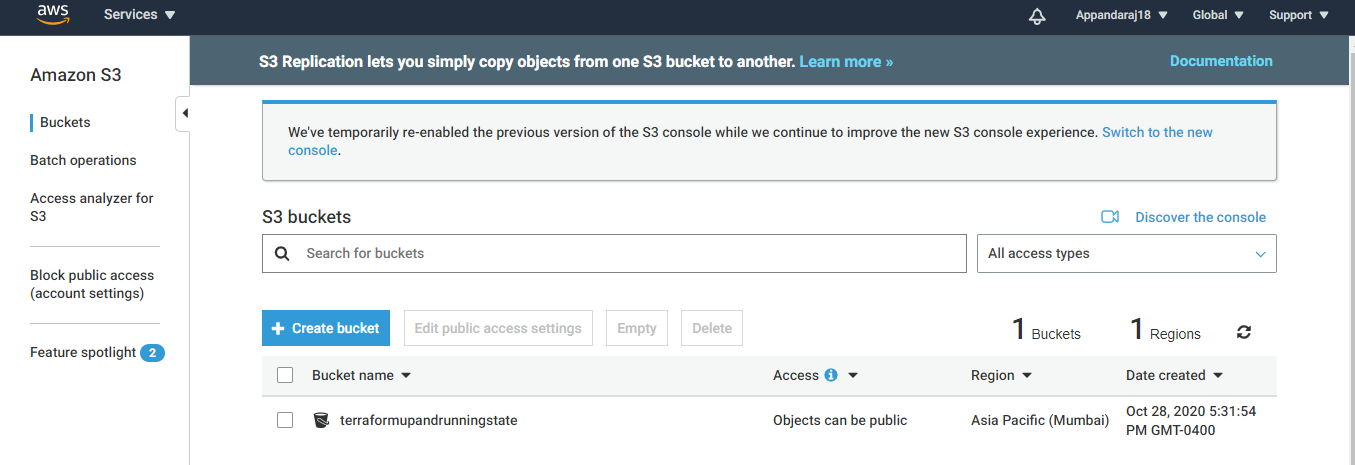 aws
Services
Appandaraj18
Global
Support
Amazon S3
Buckets
Batch operations
Access analyzer for
S3
Block public access
(account settings)
Feature spotlight 2
S3 Replication lets you simply copy objects from one S3 bucket to another. Learn more »
Documentation
We've temporarily re-enabled the previous version of the S3 console while we continue to improve the new S3 console experience. Switch to the new
console.
S3 buckets
Discover the console
Search for buckets
All access types
+ Create bucket
Edit public access settings
Empty
Delete
1 Buckets
1 Regions
Bucket name
Access
Region
Date created
terraformupandrunningstate
Objects can be public
Asia Pacific (Mumbai)
Oct 28, 2020 5:31:54
PM GMT-0400